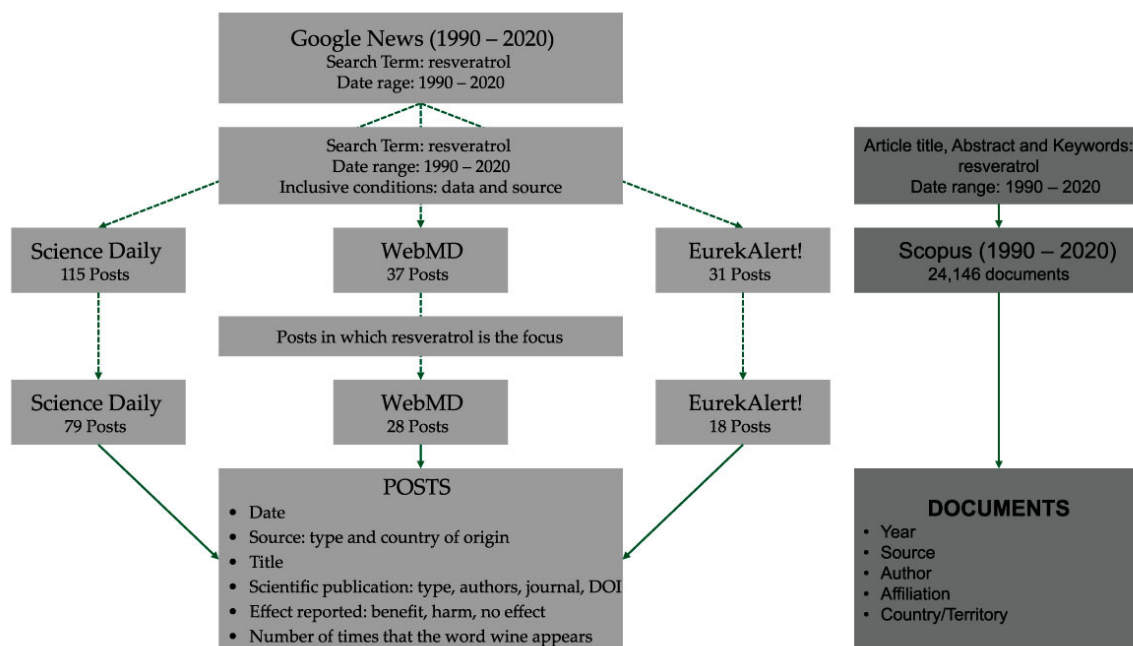 Google News (1990 – 2020)
Search Term: resveratrol
Date rage: 1990 – 2020
Search Term: resveratrol
Date range: 1990 – 2020
Inclusive conditions: data and source
Article title, Abstract and Keywords:
resveratrol
Date range: 1990 – 2020
Science Daily
115 Posts
WebMD
37 Posts
EurekAlert!
31 Posts
Scopus (1990 – 2020)
24,146 documents
Posts in which resveratrol is the focus
Science Daily
79 Posts
WebMD
28 Posts
EurekAlert!
18 Posts
POSTS
• Date
• Source: type and country of origin
• Title
• Scientific publication: type, authors, journal, DOI
• Effect reported: benefit, harm, no effect
• Number of times that the word wine appears
DOCUMENTS
• Year
• Source
• Author
• Affiliation
• Country/Territory